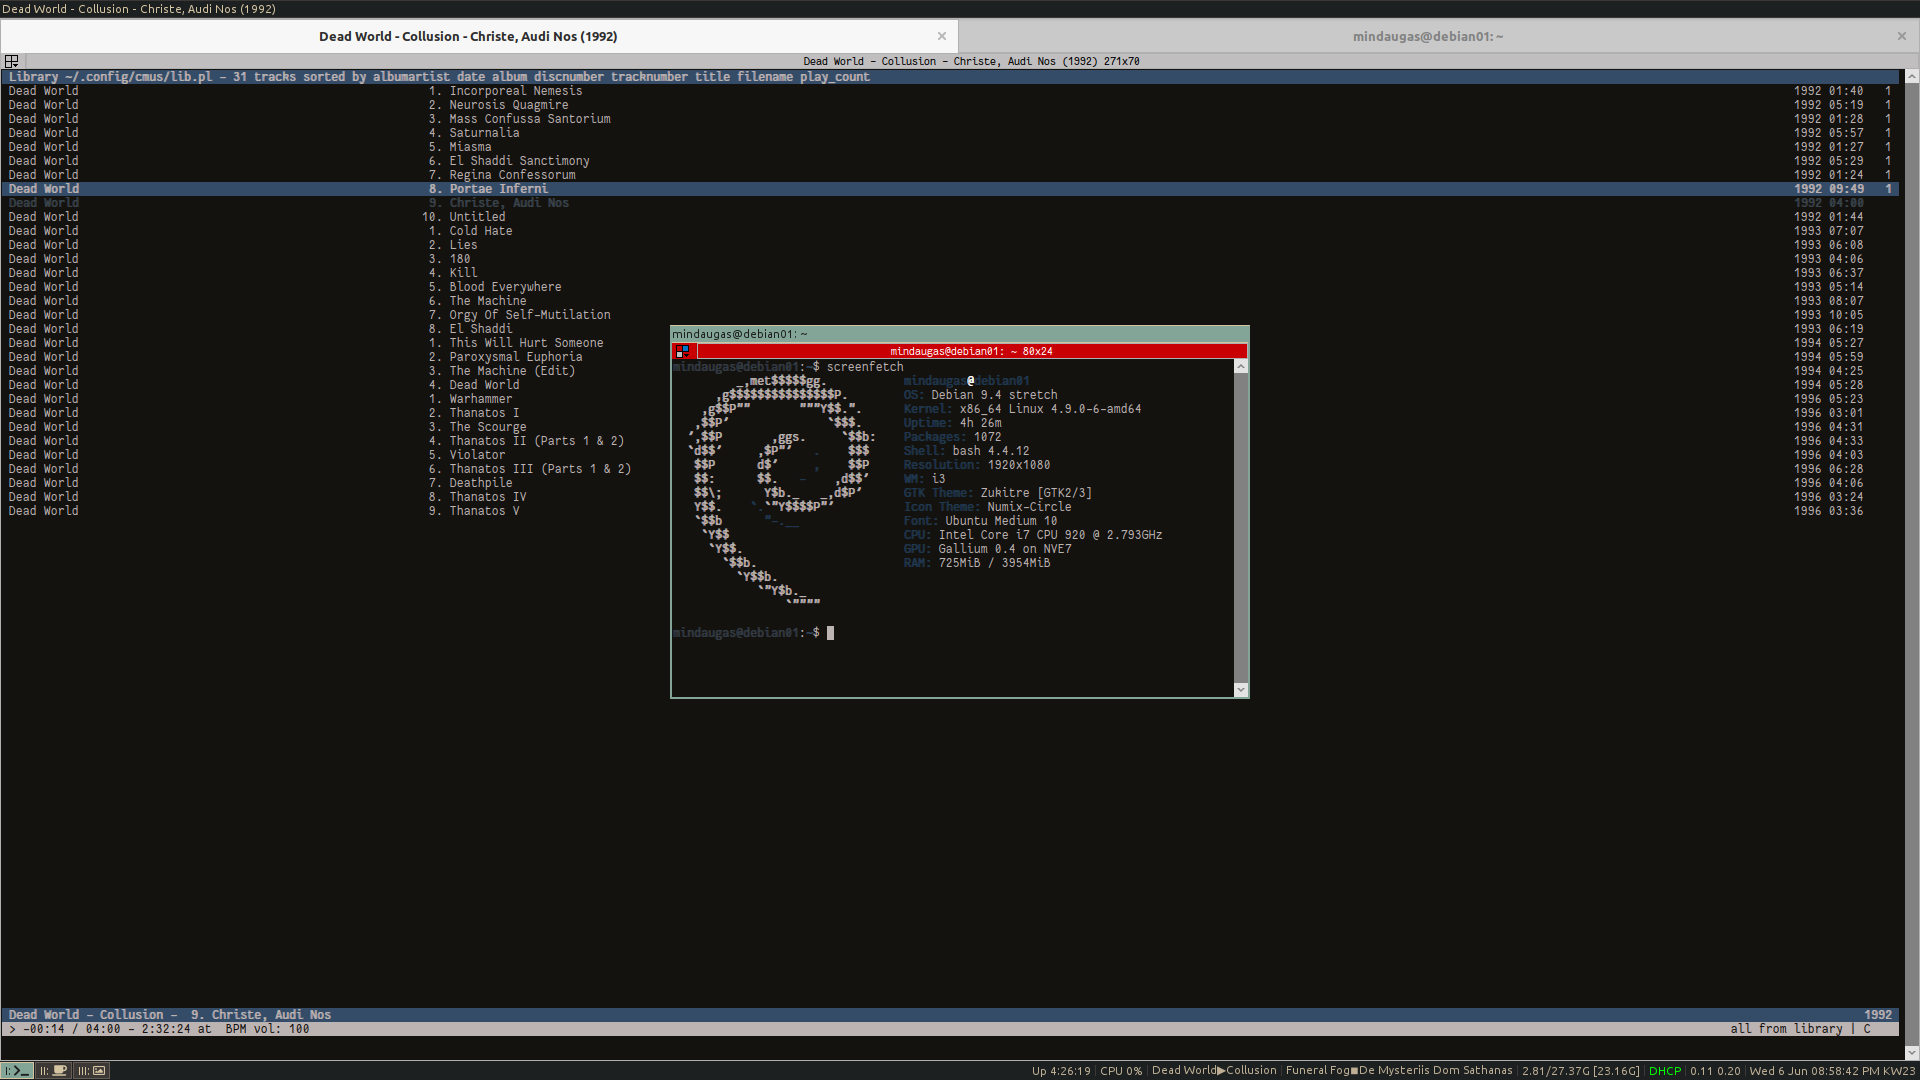 Dead World - Collusion - Christe, Audi Nos (1992)
Dead World - Collusion - Christe, Audi Nos (1992) × mindaugas@debian01: ~ ×
Dead World - Collusion - Christe, Audi Nos (1992) 271x70
Library ~/.config/cmus/lib.pl - 31 tracks sorted by albumartist date album discnumber tracknumber title filename play_count
Dead World 1. Incorporeal Nemesis 1992 01:40 1
Dead World 2. Neurosis Quagmire 1992 05:19 1
Dead World 3. Mass Confussa Santorium 1992 01:28 1
Dead World 4. Saturnalia 1992 05:57 1
Dead World 5. Miasma 1992 01:27 1
Dead World 6. El Shaddi Sanctimony 1992 05:29 1
Dead World 7. Regina Confessorum 1992 01:24 1
Dead World 8. Portae Inferni 1992 09:49 1
Dead World 9. Christe, Audi Nos 1992 04:00
Dead World 10. Untitled 1992 01:44
Dead World 1. Cold Hate 1993 07:07
Dead World 2. Lies 1993 06:08
Dead World 3. 180 1993 04:06
Dead World 4. Kill 1993 06:37
Dead World 5. Blood Everywhere 1993 05:14
Dead World 6. The Machine 1993 08:07
Dead World 7. Orgy Of Self-Mutilation 1993 10:05
Dead World 8. El Shaddi 1993 06:19
Dead World 1. This Will Hurt Someone 1994 05:27
Dead World 2. Paroxysmal Euphoria 1994 05:59
Dead World 3. The Machine (Edit) 1994 04:25
Dead World 4. Dead World 1994 05:28
Dead World 1. Warhammer 1996 05:23
Dead World 2. Thanatos I 1996 03:01
Dead World 3. The Scourge 1996 04:31
Dead World 4. Thanatos II (Parts 1 & 2) 1996 04:33
Dead World 5. Violator 1996 04:03
Dead World 6. Thanatos III (Parts 1 & 2) 1996 06:28
Dead World 7. Deathpile 1996 04:06
Dead World 8. Thanatos IV 1996 03:24
Dead World 9. Thanatos V 1996 03:36
mindaugas@debian01: ~
mindaugas@debian01: ~ 80x24
mindaugas@debian01:~$ screenfetch
_,met$$$$$gg. mindaugas@debian01
,g$$$$$$$$$$$$$$$P. OS: Debian 9.4 stretch
,g$$P"" """Y$$.". Kernel: x86_64 Linux 4.9.0-6-amd64
,$$P' `$$$. Uptime: 4h 26m
',$$P ,ggs. `$$b: Packages: 1072
`d$$' ,$P"' . $$$ Shell: bash 4.4.12
$$P d$' , $$P Resolution: 1920x1080
$$: $$. - ,d$$' WM: i3
$$\; Y$b._ _,d$P' GTK Theme: Zukitre [GTK2/3]
Y$$. `.`"Y$$$$P"' Icon Theme: Numix-Circle
`$$b "-.__ Font: Ubuntu Medium 10
`Y$$ CPU: Intel Core i7 CPU 920 @ 2.793GHz
`Y$$. GPU: Gallium 0.4 on NVE7
`$$b. RAM: 725MiB / 3954MiB
`Y$$b.
`"Y$b._
`""""
mindaugas@debian01:~$
Dead World - Collusion - 9. Christe, Audi Nos 1992
> -00:14 / 04:00 - 2:32:24 at BPM vol: 100 all from library | C
I: II: III: Up 4:26:19 CPU 0% Dead World▶Collusion Funeral Fog■De Mysteriis Dom Sathanas 2.81/27.37G [23.16G] DHCP 0.11 0.20 Wed 6 Jun 08:58:42 PM KW23